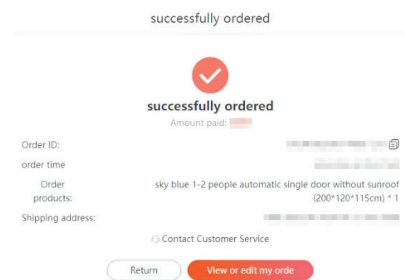 successfully ordered
successfully ordered
Amount paid:
Order ID:
order time
Order products:
sky blue 1-2 people automatic single door without sunroof
(200*120*115cm) * 1
Shipping address:
Contact Customer Service
Return
View or edit my orde